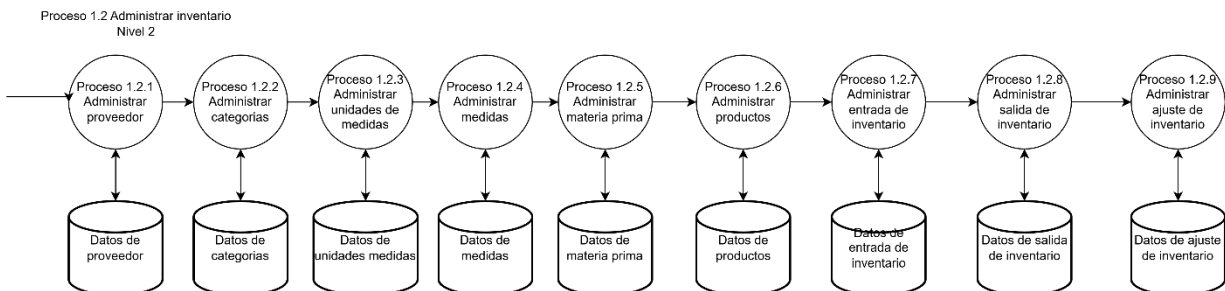 Proceso 1.2 Administrar inventario
Nivel 2
Proceso 1.2.1
Administrar
proveedor
Proceso 1.2.2
Administrar
categorias
Proceso 1.2.3
Administrar
unidades de
medidas
Proceso 1.2.4
Administrar
medidas
Proceso 1.2.5
Administrar
materia prima
Proceso 1.2.6
Administrar
productos
Proceso 1.2.7
Administrar
entrada de
inventario
Proceso 1.2.8
Administrar
salida de
inventario
Proceso 1.2.9
Administrar
ajuste de
inventario
Datos de
proveedor
Datos de
categorias
Datos de
unidades medidas
Datos de
medidas
Datos de
materia prima
Datos de
productos
Datos de
entrada de
inventario
Datos de salida
de inventario
Datos de ajuste
de inventario